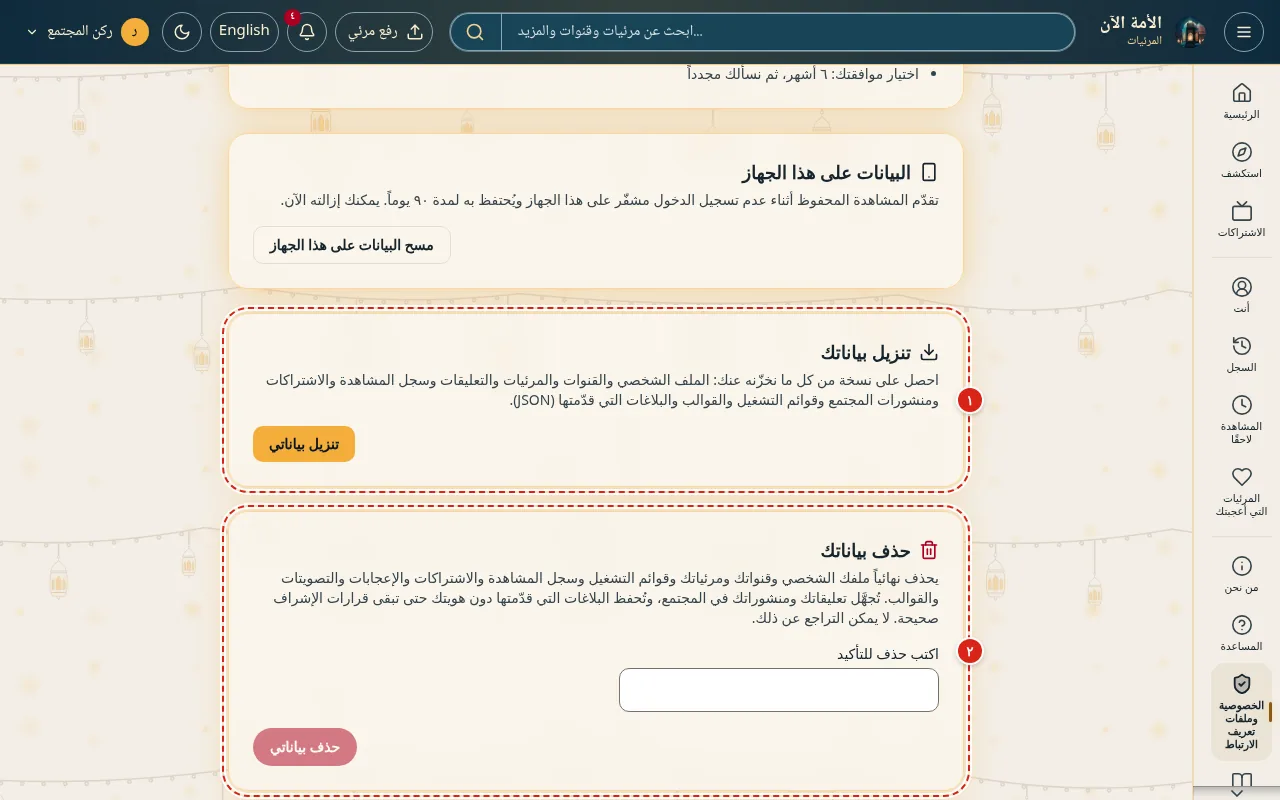 الأمة الآن
المرئيات
ابحث عن مرئيات وقنوات والمزيد...
رفع مرئي
٤
English
ر
ركن المجتمع
اختيار موافقتك: ٦ أشهر، ثم نسألك مجدداً
البيانات على هذا الجهاز
تقدّم المشاهدة المحفوظ أثناء عدم تسجيل الدخول مشفّر على هذا الجهاز ويُحتفظ به لمدة ٩٠ يوماً. يمكنك إزالته الآن.
مسح البيانات على هذا الجهاز
تنزيل بياناتك
احصل على نسخة من كل ما نخزّنه عنك: الملف الشخصي والقنوات والمرئيات والتعليقات وسجل المشاهدة والاشتراكات
ومنشورات المجتمع وقوائم التشغيل والقوالب والبلاغات التي قدّمتها (JSON).
١
تنزيل بياناتي
حذف بياناتك
يحذف نهائياً ملفك الشخصي وقنواتك ومرئياتك وقوائم التشغيل وسجل المشاهدة والاشتراكات والإعجابات والتصويتات
والقوالب. تُجهَّل تعليقاتك ومنشوراتك في المجتمع، وتُحفظ البلاغات التي قدّمتها دون هويتك حتى تبقى قرارات الإشراف
صحيحة. لا يمكن التراجع عن ذلك.
٢
اكتب حذف للتأكيد
حذف بياناتي
الرئيسية
استكشف
الاشتراكات
أنت
السجل
المشاهدة
لاحقًا
المرئيات
التي أعجبتك
من نحن
المساعدة
الخصوصية
وملفات
تعريف
الارتباط